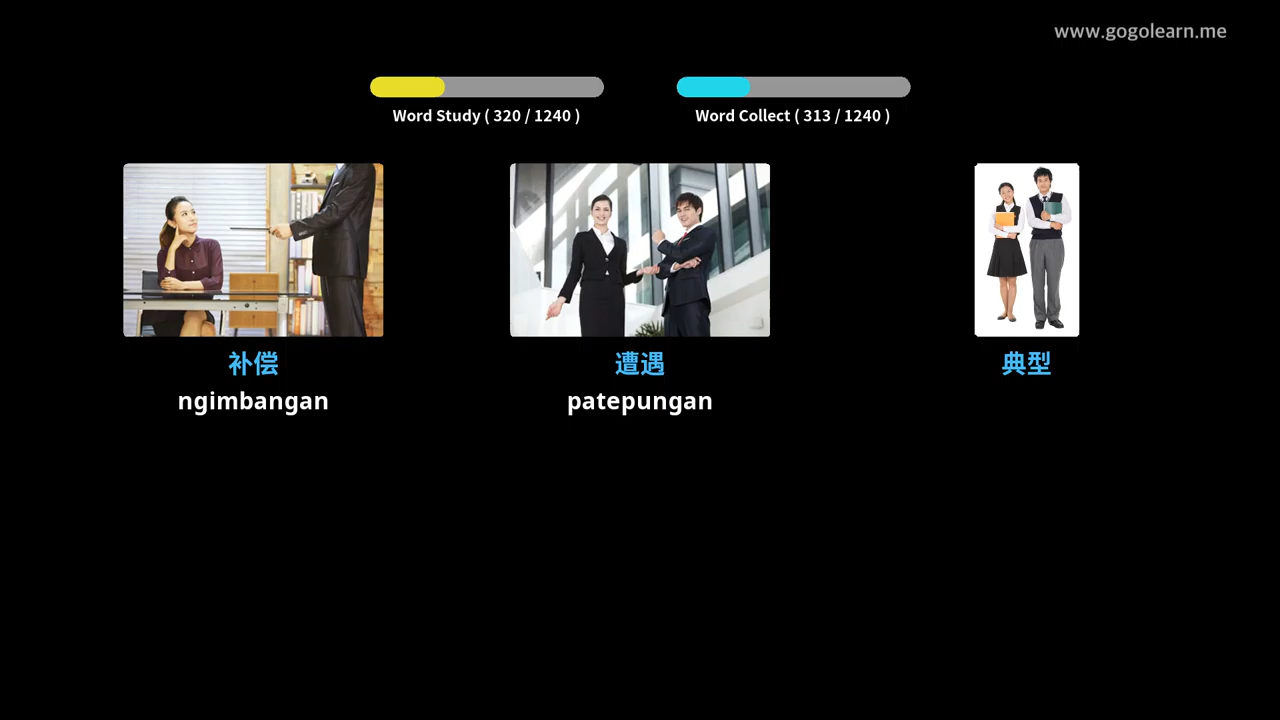 www.gogolearn.me
Word Study ( 320 / 1240 )
Word Collect ( 313 / 1240 )
补偿
遭遇
典型
ngimbangan
patepungan